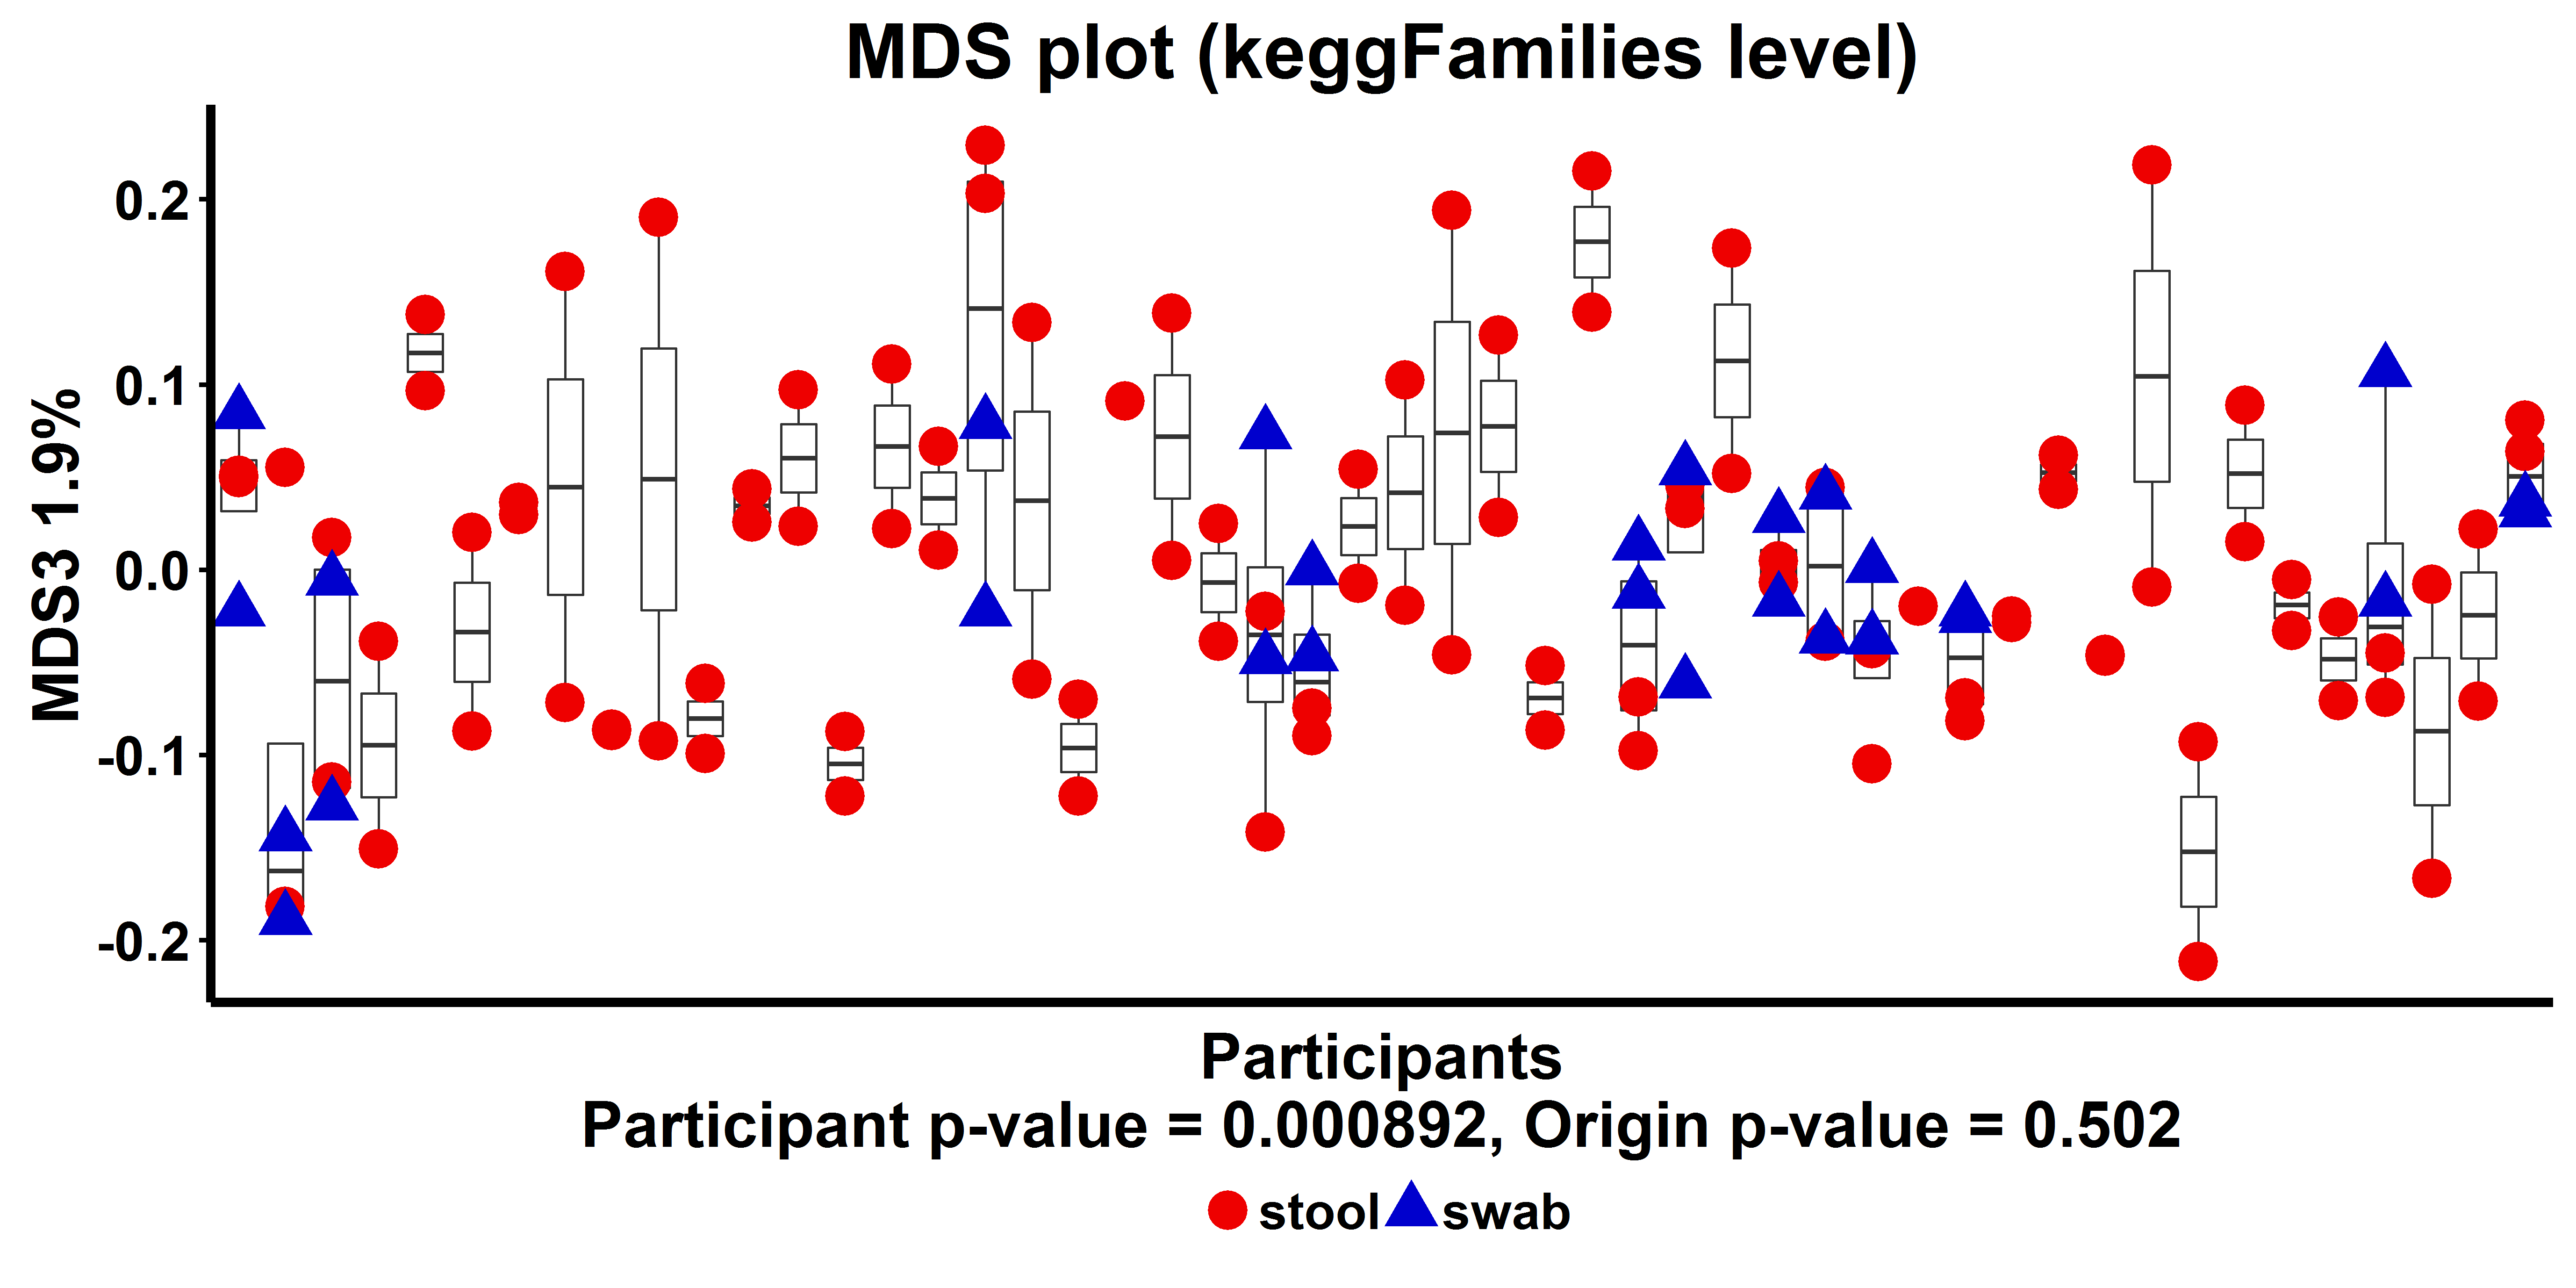 MDS plot (keggFamilies level)
MDS3 1.9%
0.2
0.1
0.0
-0.1
-0.2
Participants
Participant p-value = 0.000892, Origin p-value = 0.502
stool swab